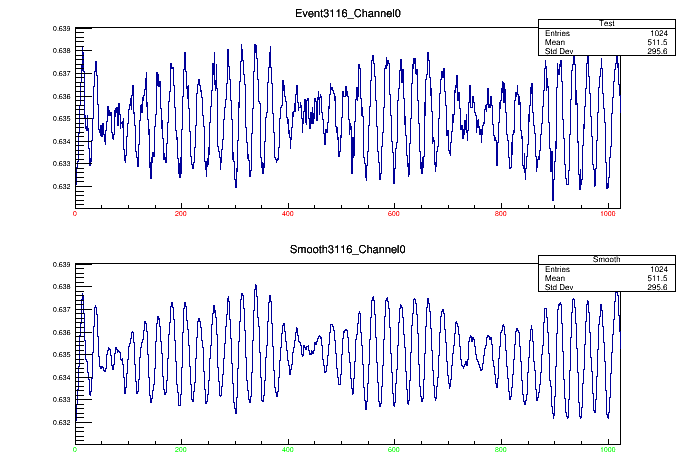 Event3116_Channel0
Test
Entries 1024
Mean 511.5
Std Dev 295.6
0.639
0.638
0.637
0.636
0.635
0.634
0.633
0.632
0 200 400 600 800 1000
Smooth3116_Channel0
Smooth
Entries 1024
Mean 511.5
Std Dev 295.6
0.639
0.638
0.637
0.636
0.635
0.634
0.633
0.632
0 200 400 600 800 1000